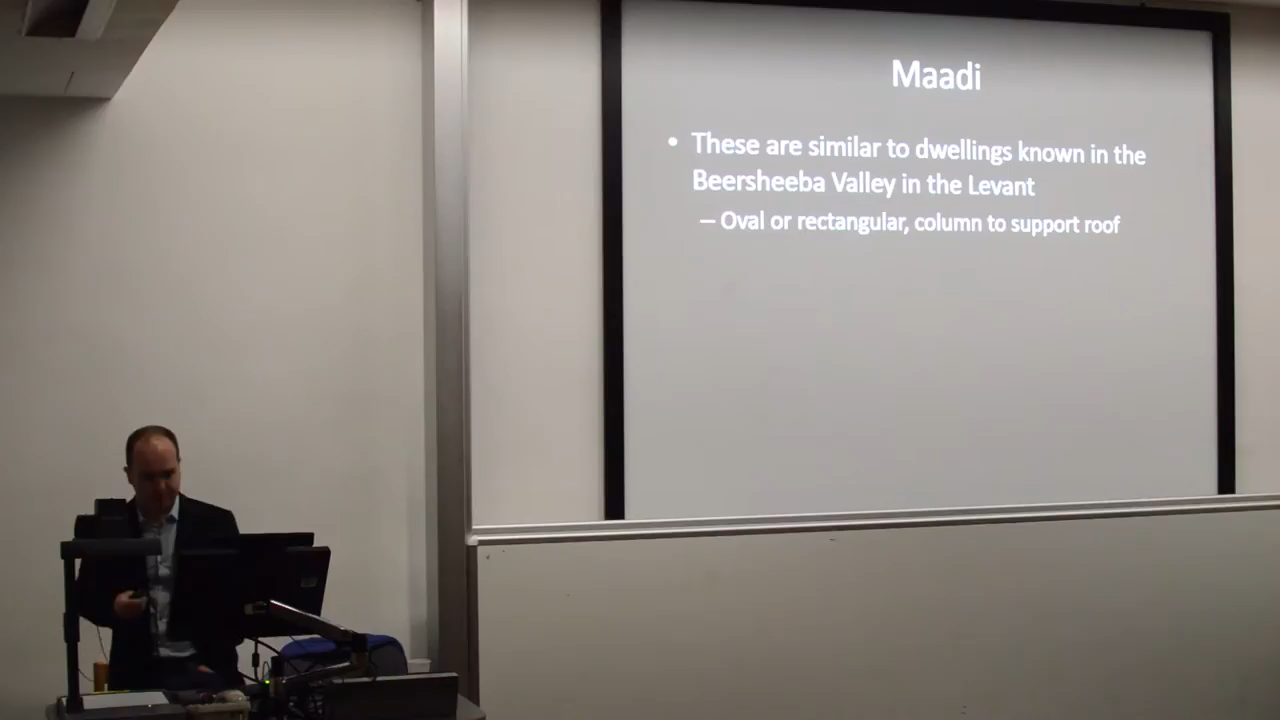 Maadi
• These are similar to dwellings known in the
Beersheeba Valley in the Levant
– Oval or rectangular, column to support roof